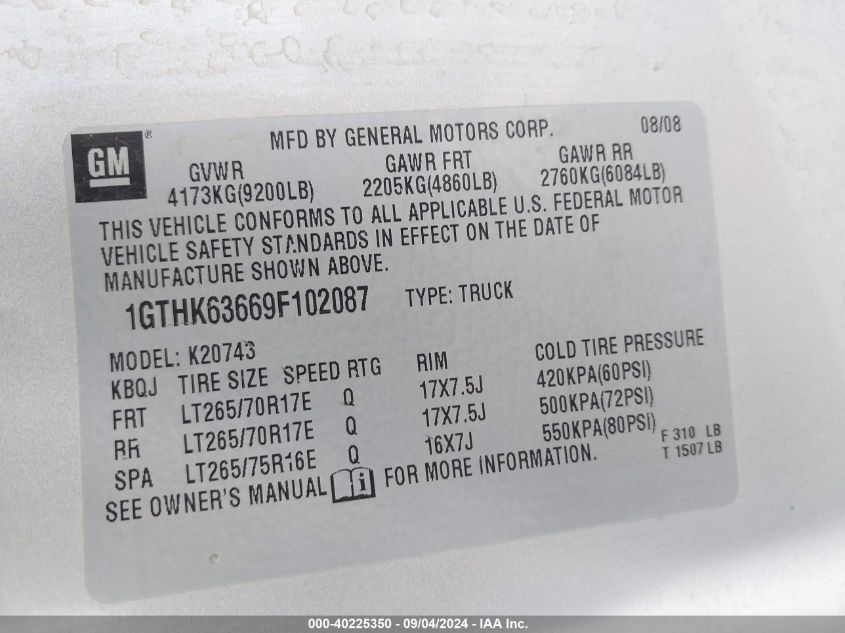 GM
MFD BY GENERAL MOTORS CORP. 08/08
GVWR GAWR FRT GAWR RR
4173KG(9200LB) 2205KG(4860LB) 2760KG(6084LB)
THIS VEHICLE CONFORMS TO ALL APPLICABLE U.S. FEDERAL MOTOR
VEHICLE SAFETY STANDARDS IN EFFECT ON THE DATE OF
MANUFACTURE SHOWN ABOVE.
1GTHK63669F102087 TYPE: TRUCK
MODEL: K20743
KBQJ TIRE SIZE SPEED RTG RIM COLD TIRE PRESSURE
FRT LT265/70R17E Q 17X7.5J 420KPA(60PSI)
RR LT265/70R17E Q 17X7.5J 500KPA(72PSI)
SPA LT265/75R16E Q 16X7J 550KPA(80PSI) F 310 LB
SEE OWNER'S MANUAL i FOR MORE INFORMATION. T 1507 LB
000-40225350 - 09/04/2024 - IAA Inc.